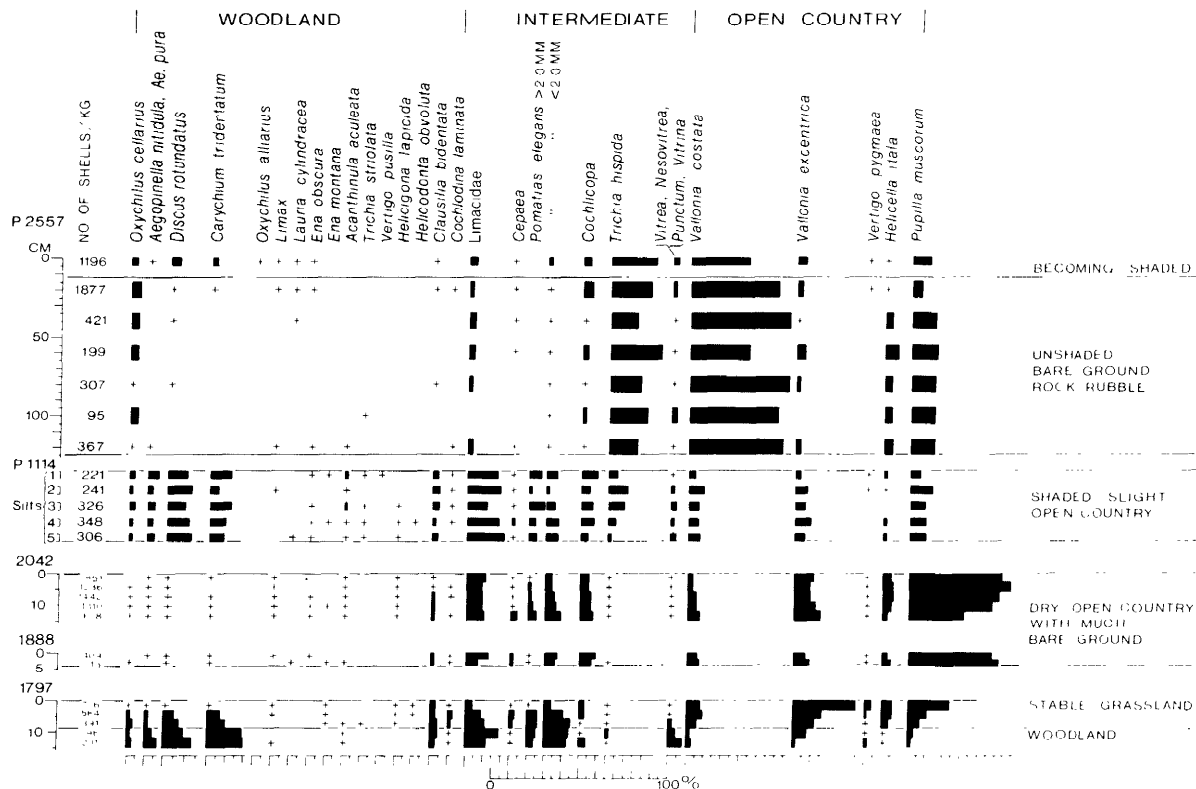 WOODLAND
INTERMEDIATE
OPEN COUNTRY
NO OF SHELLS/KG
Oxychilus cellarius
Aegopinella nitidula, Ae. pura
Discus rotundatus
Carychium tridertatum
Oxychilus alliarius
Limax
Lauria cylindracea
Ena obscura
Ena montana
Acanthinula aculeata
Trichia striolata
Vertigo pusilla
Helicigona lapicida
Helicodonta obvoluta
Clausilia bidentata
Cochlodina laminata
Limacidae
Cepaea
Pomatias elegans >2.0MM
" " <2.0MM
Cochlicopa
Trichia hispida
Vitrea, Nesovitrea,
Punctum, Vitrina
Vallonia costata
Vallonia excentrica
Vertigo pygmaea
Helicella itala
Pupilla muscorum
P 2557
CM
0 1196 BECOMING SHADED
1877
421
50
199 UNSHADED
BARE GROUND
307 ROCK RUBBLE
100 95
367
P 1114
(1) 221
2) 241 SHADED SLIGHT
Silts (3) 326 OPEN COUNTRY
4) 348
(5) 306
2042
0
10 DRY OPEN COUNTRY
WITH MUCH
1888 BARE GROUND
0
5
1797
0 STABLE GRASSLAND
10 WOODLAND
0 100%